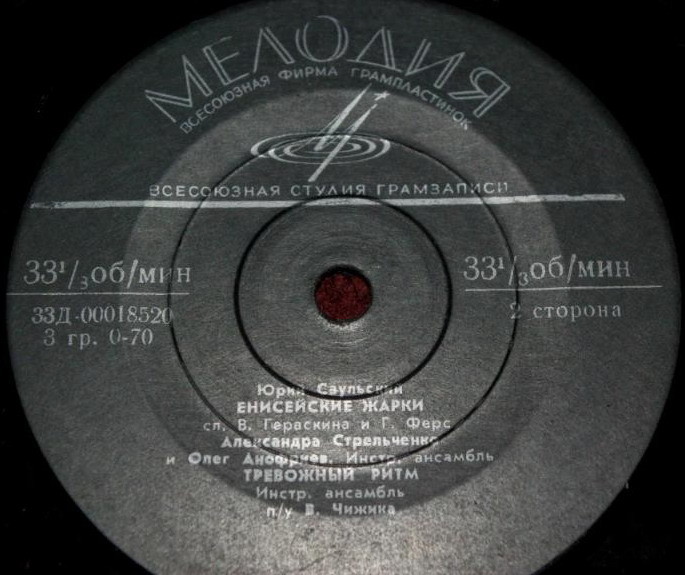 МЕЛОДИЯ
ВСЕСОЮЗНАЯ ФИРМА ГРАМПЛАСТИНОК
ВСЕСОЮЗНАЯ СТУДИЯ ГРАМЗАПИСИ
33¹/₃об/мин
33¹/₃об/мин
33Д-00018520
2 сторона
3 гр. 0-70
Юрий Саульский
ЕНИСЕЙСКИЕ ЖАРКИ
сл. В. Гераскина и Г. Ферс
Александра Стрельченко
и Олег Анофриев. Инстр. ансамбль
ТРЕВОЖНЫЙ РИТМ
Инстр. ансамбль
п/у В. Чижика